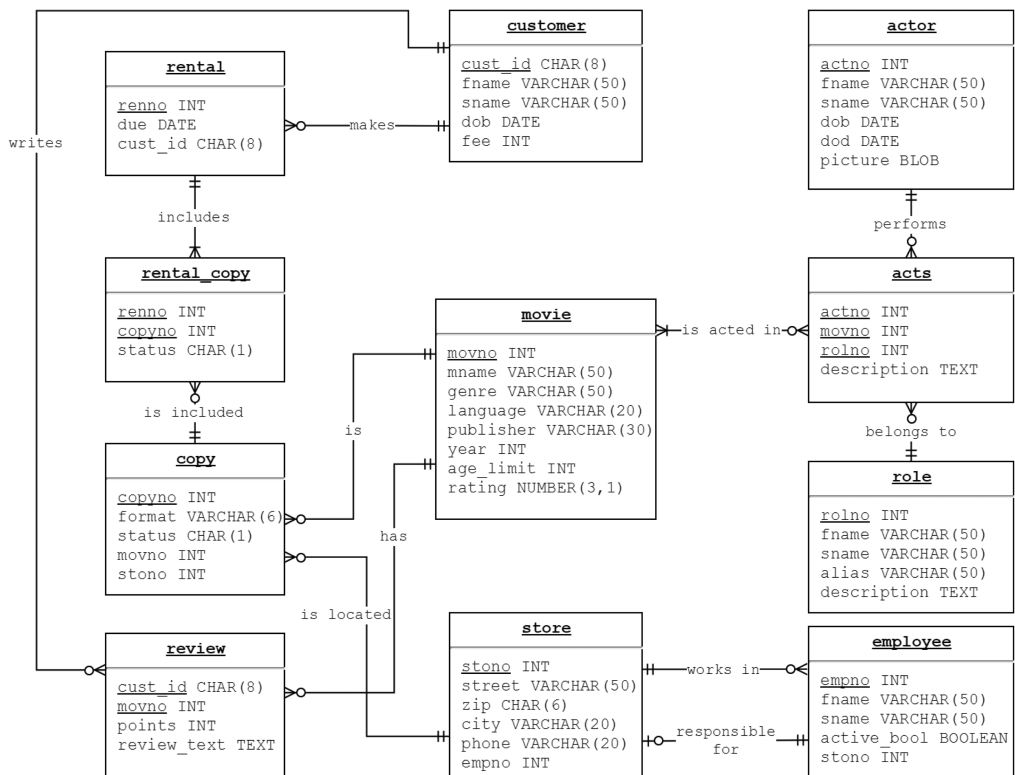 customer
cust_id CHAR(8)
fname VARCHAR(50)
sname VARCHAR(50)
dob DATE
fee INT
actor
actno INT
fname VARCHAR(50)
sname VARCHAR(50)
dob DATE
dod DATE
picture BLOB
rental
renno INT
due DATE
cust_id CHAR(8)
makes
writes
includes
performs
rental_copy
renno INT
copyno INT
status CHAR(1)
movie
movno INT
mname VARCHAR(50)
genre VARCHAR(50)
language VARCHAR(20)
publisher VARCHAR(30)
year INT
age_limit INT
rating NUMBER(3,1)
is acted in
acts
actno INT
movno INT
rolno INT
description TEXT
is included
is
belongs to
copy
copyno INT
format VARCHAR(6)
status CHAR(1)
movno INT
stono INT
has
role
rolno INT
fname VARCHAR(50)
sname VARCHAR(50)
alias VARCHAR(50)
description TEXT
is located
review
cust_id CHAR(8)
movno INT
points INT
review_text TEXT
store
stono INT
street VARCHAR(50)
zip CHAR(6)
city VARCHAR(20)
phone VARCHAR(20)
empno INT
works in
responsible
for
employee
empno INT
fname VARCHAR(50)
sname VARCHAR(50)
active_bool BOOLEAN
stono INT